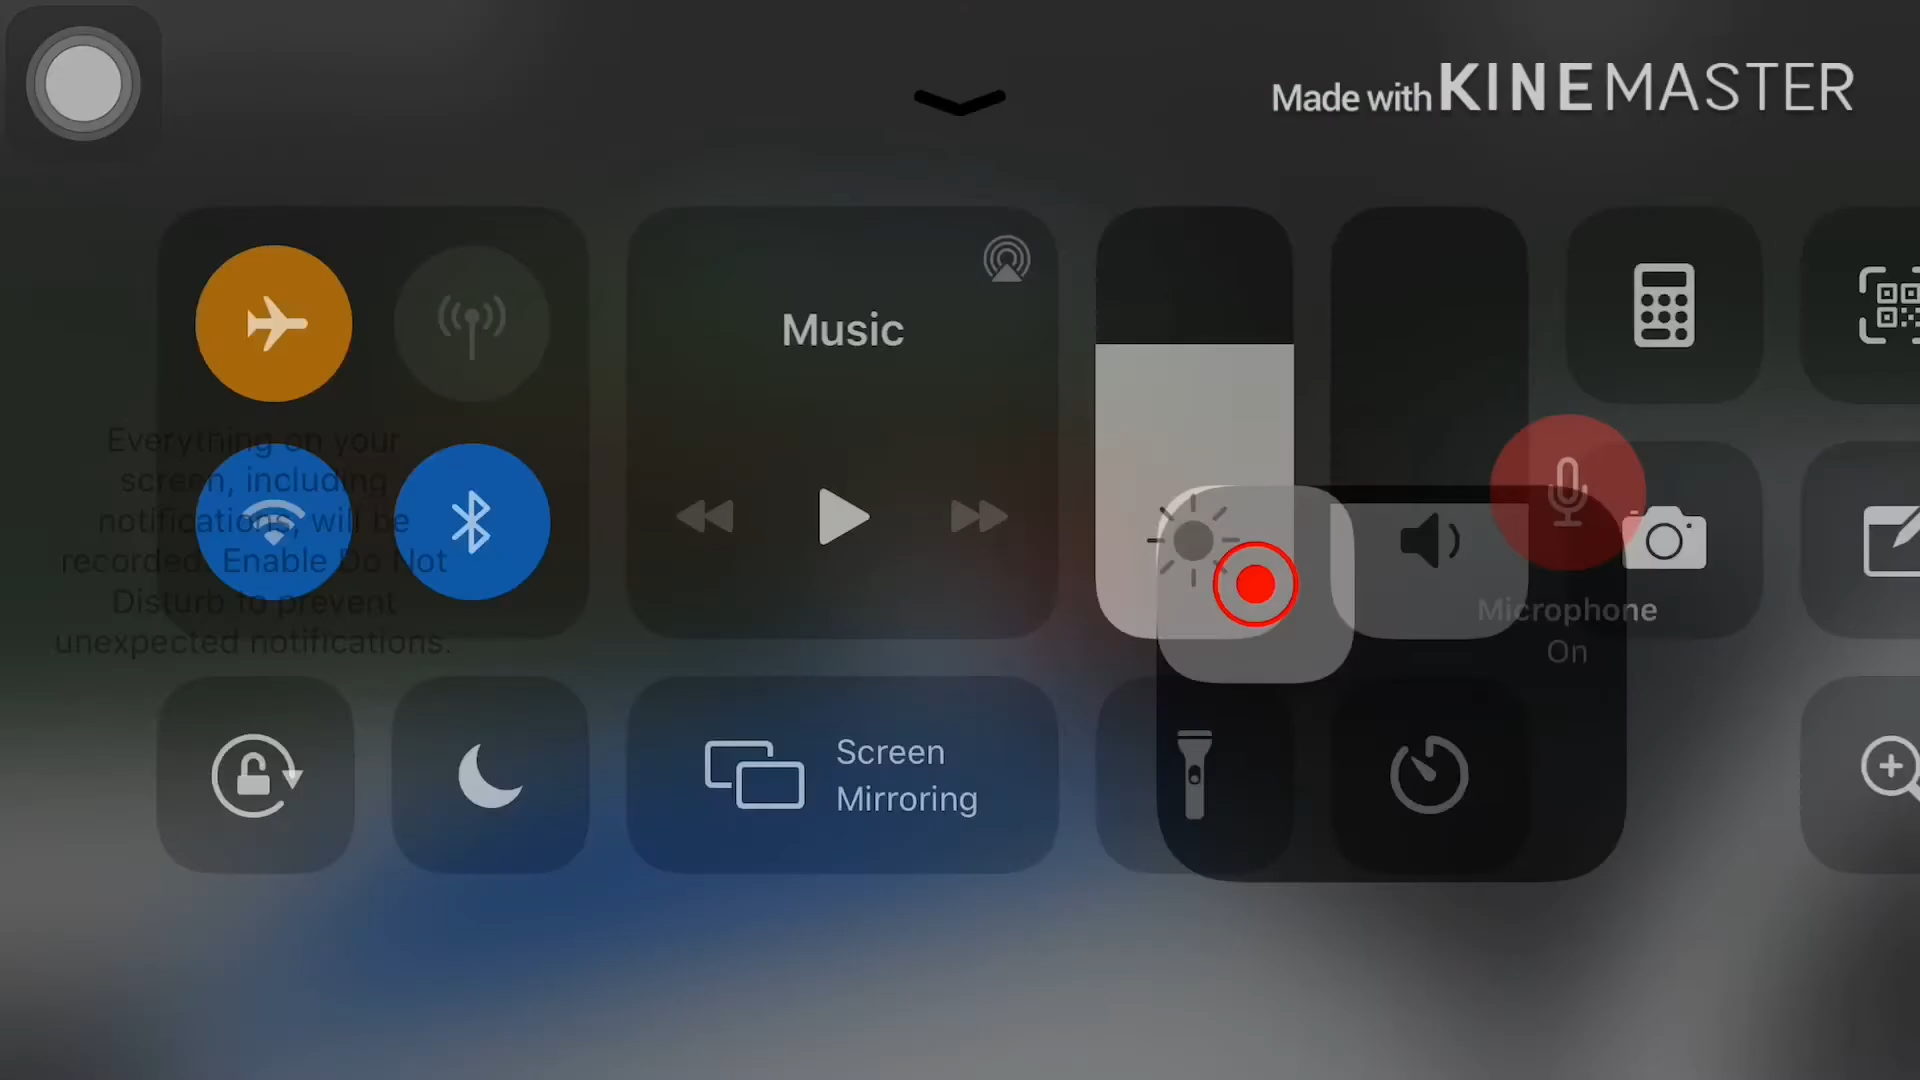 Made with KINEMASTER
Music
Everything on your
screen, including
notifications, will be
recorded. Enable Do Not
Disturb to prevent
unexpected notifications.
Microphone
On
Screen
Mirroring